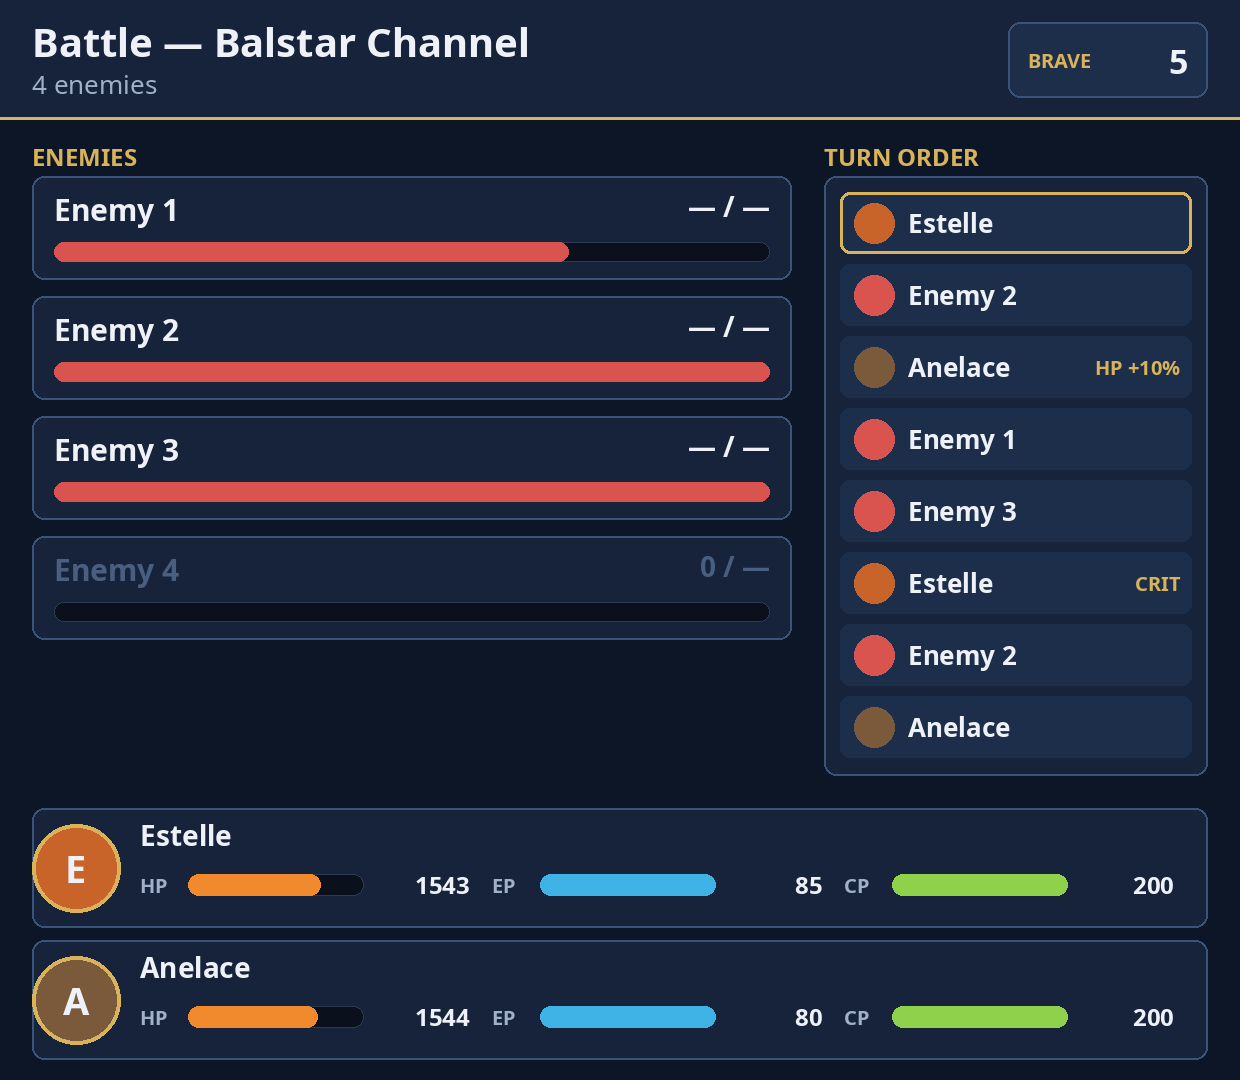 Battle — Balstar Channel
4 enemies
BRAVE 5
ENEMIES
Enemy 1 — / —
Enemy 2 — / —
Enemy 3 — / —
Enemy 4 0 / —
TURN ORDER
Estelle
Enemy 2
Anelace HP +10%
Enemy 1
Enemy 3
Estelle CRIT
Enemy 2
Anelace
E
Estelle
HP 1543 EP 85 CP 200
A
Anelace
HP 1544 EP 80 CP 200